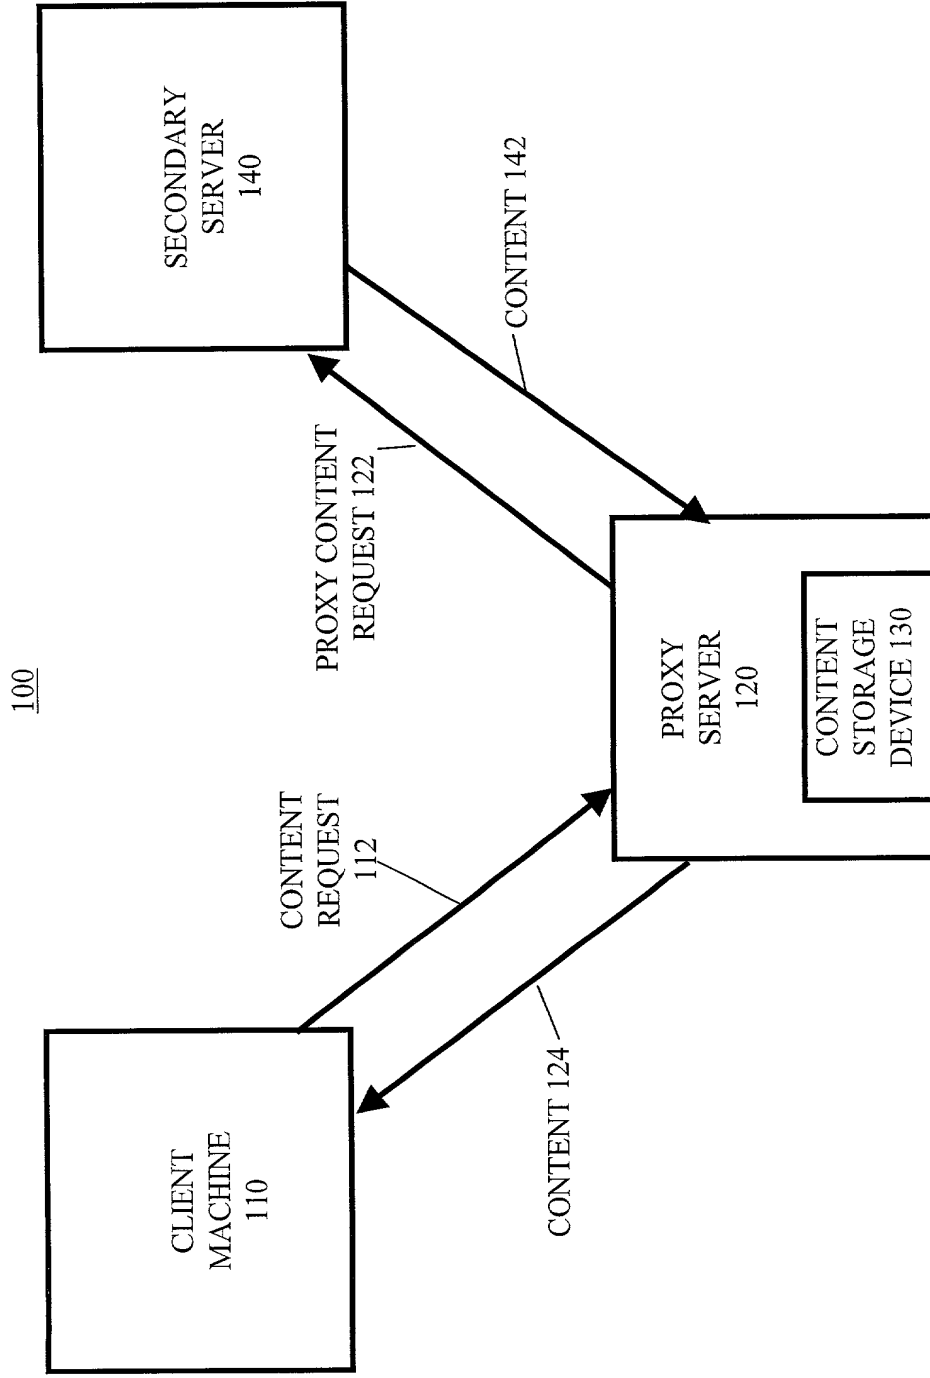 100
CLIENT
MACHINE
110
CONTENT
REQUEST
112
PROXY CONTENT
REQUEST 122
SECONDARY
SERVER
140
CONTENT 124
PROXY
SERVER
120
CONTENT 142
CONTENT
STORAGE
DEVICE 130